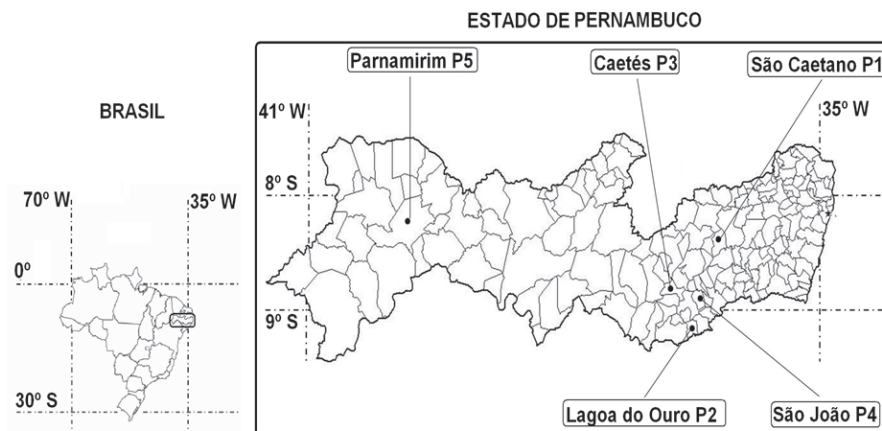 ESTADO DE PERNAMBUCO
Parnamirim P5
Caetés P3
São Caetano P1
BRASIL
41º W
35º W
8º S
70º W
35º W
0º
9º S
30º S
Lagoa do Ouro P2
São João P4